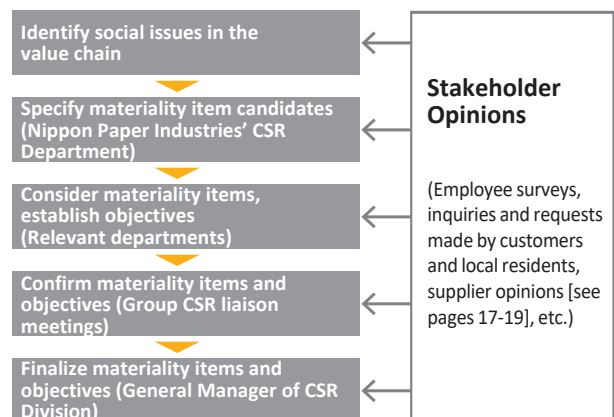 Identify social issues in the
value chain
Specify materiality item candidates
(Nippon Paper Industries’ CSR
Department)
Consider materiality items,
establish objectives
(Relevant departments)
Confirm materiality items and
objectives (Group CSR liaison
meetings)
Finalize materiality items and
objectives (General Manager of CSR
Division)
Stakeholder
Opinions
(Employee surveys,
inquiries and requests
made by customers
and local residents,
supplier opinions [see
pages 17-19], etc.)